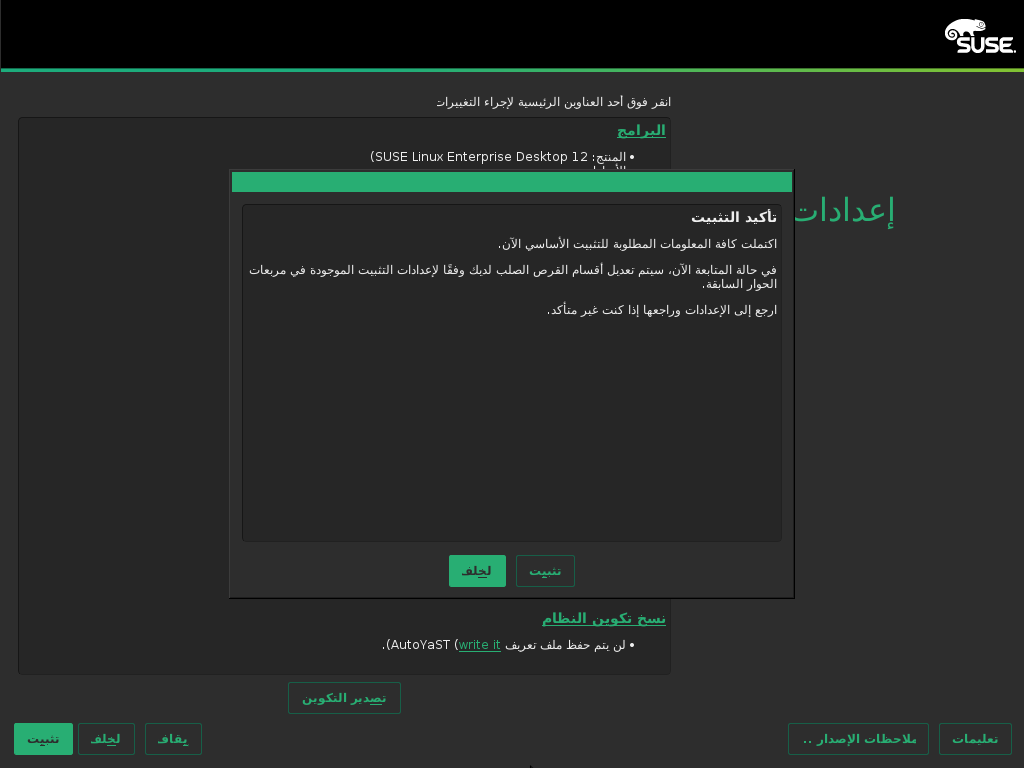 SUSE.
انقر فوق أحد العناوين الرئيسية لإجراء التغييرات
البرامج
• المنتج: SUSE Linux Enterprise Desktop 12)
إعدادات
تأكيد التثبيت
اكتملت كافة المعلومات المطلوبة للتثبيت الأساسي الآن.
في حالة المتابعة الآن، سيتم تعديل أقسام القرص الصلب لديك وفقًا لإعدادات التثبيت الموجودة في مربعات
الحوار السابقة.
ارجع إلى الإعدادات وراجعها إذا كنت غير متأكد.
تثبيت
لخلف
نسخ تكوين النظام
• لن يتم حفظ ملف تعريف AutoYaST (write it).
تصدير التكوين
تعليمات
ملاحظات الإصدار ..
يقاف
لخلف
تثبيت